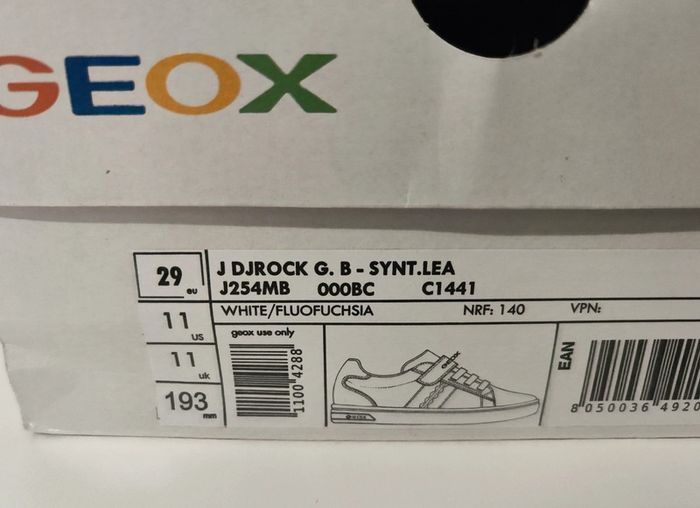 GEOX
29 eu
J DJROCK G. B - SYNT.LEA
J254MB 000BC C1441
11 us
WHITE/FLUOFUCHSIA NRF: 140 VPN:
geox use only
11 uk
193 mm
1100 4288
GEOX
EAN
8 050036 4920